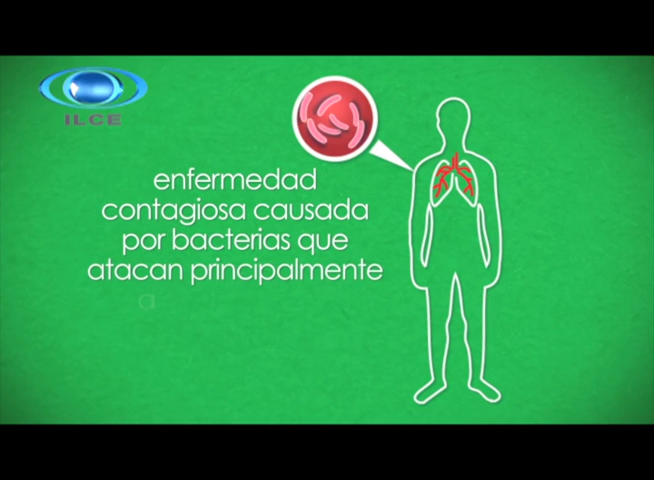 ILCE
enfermedad
contagiosa causada
por bacterias que
atacan principalmente
a